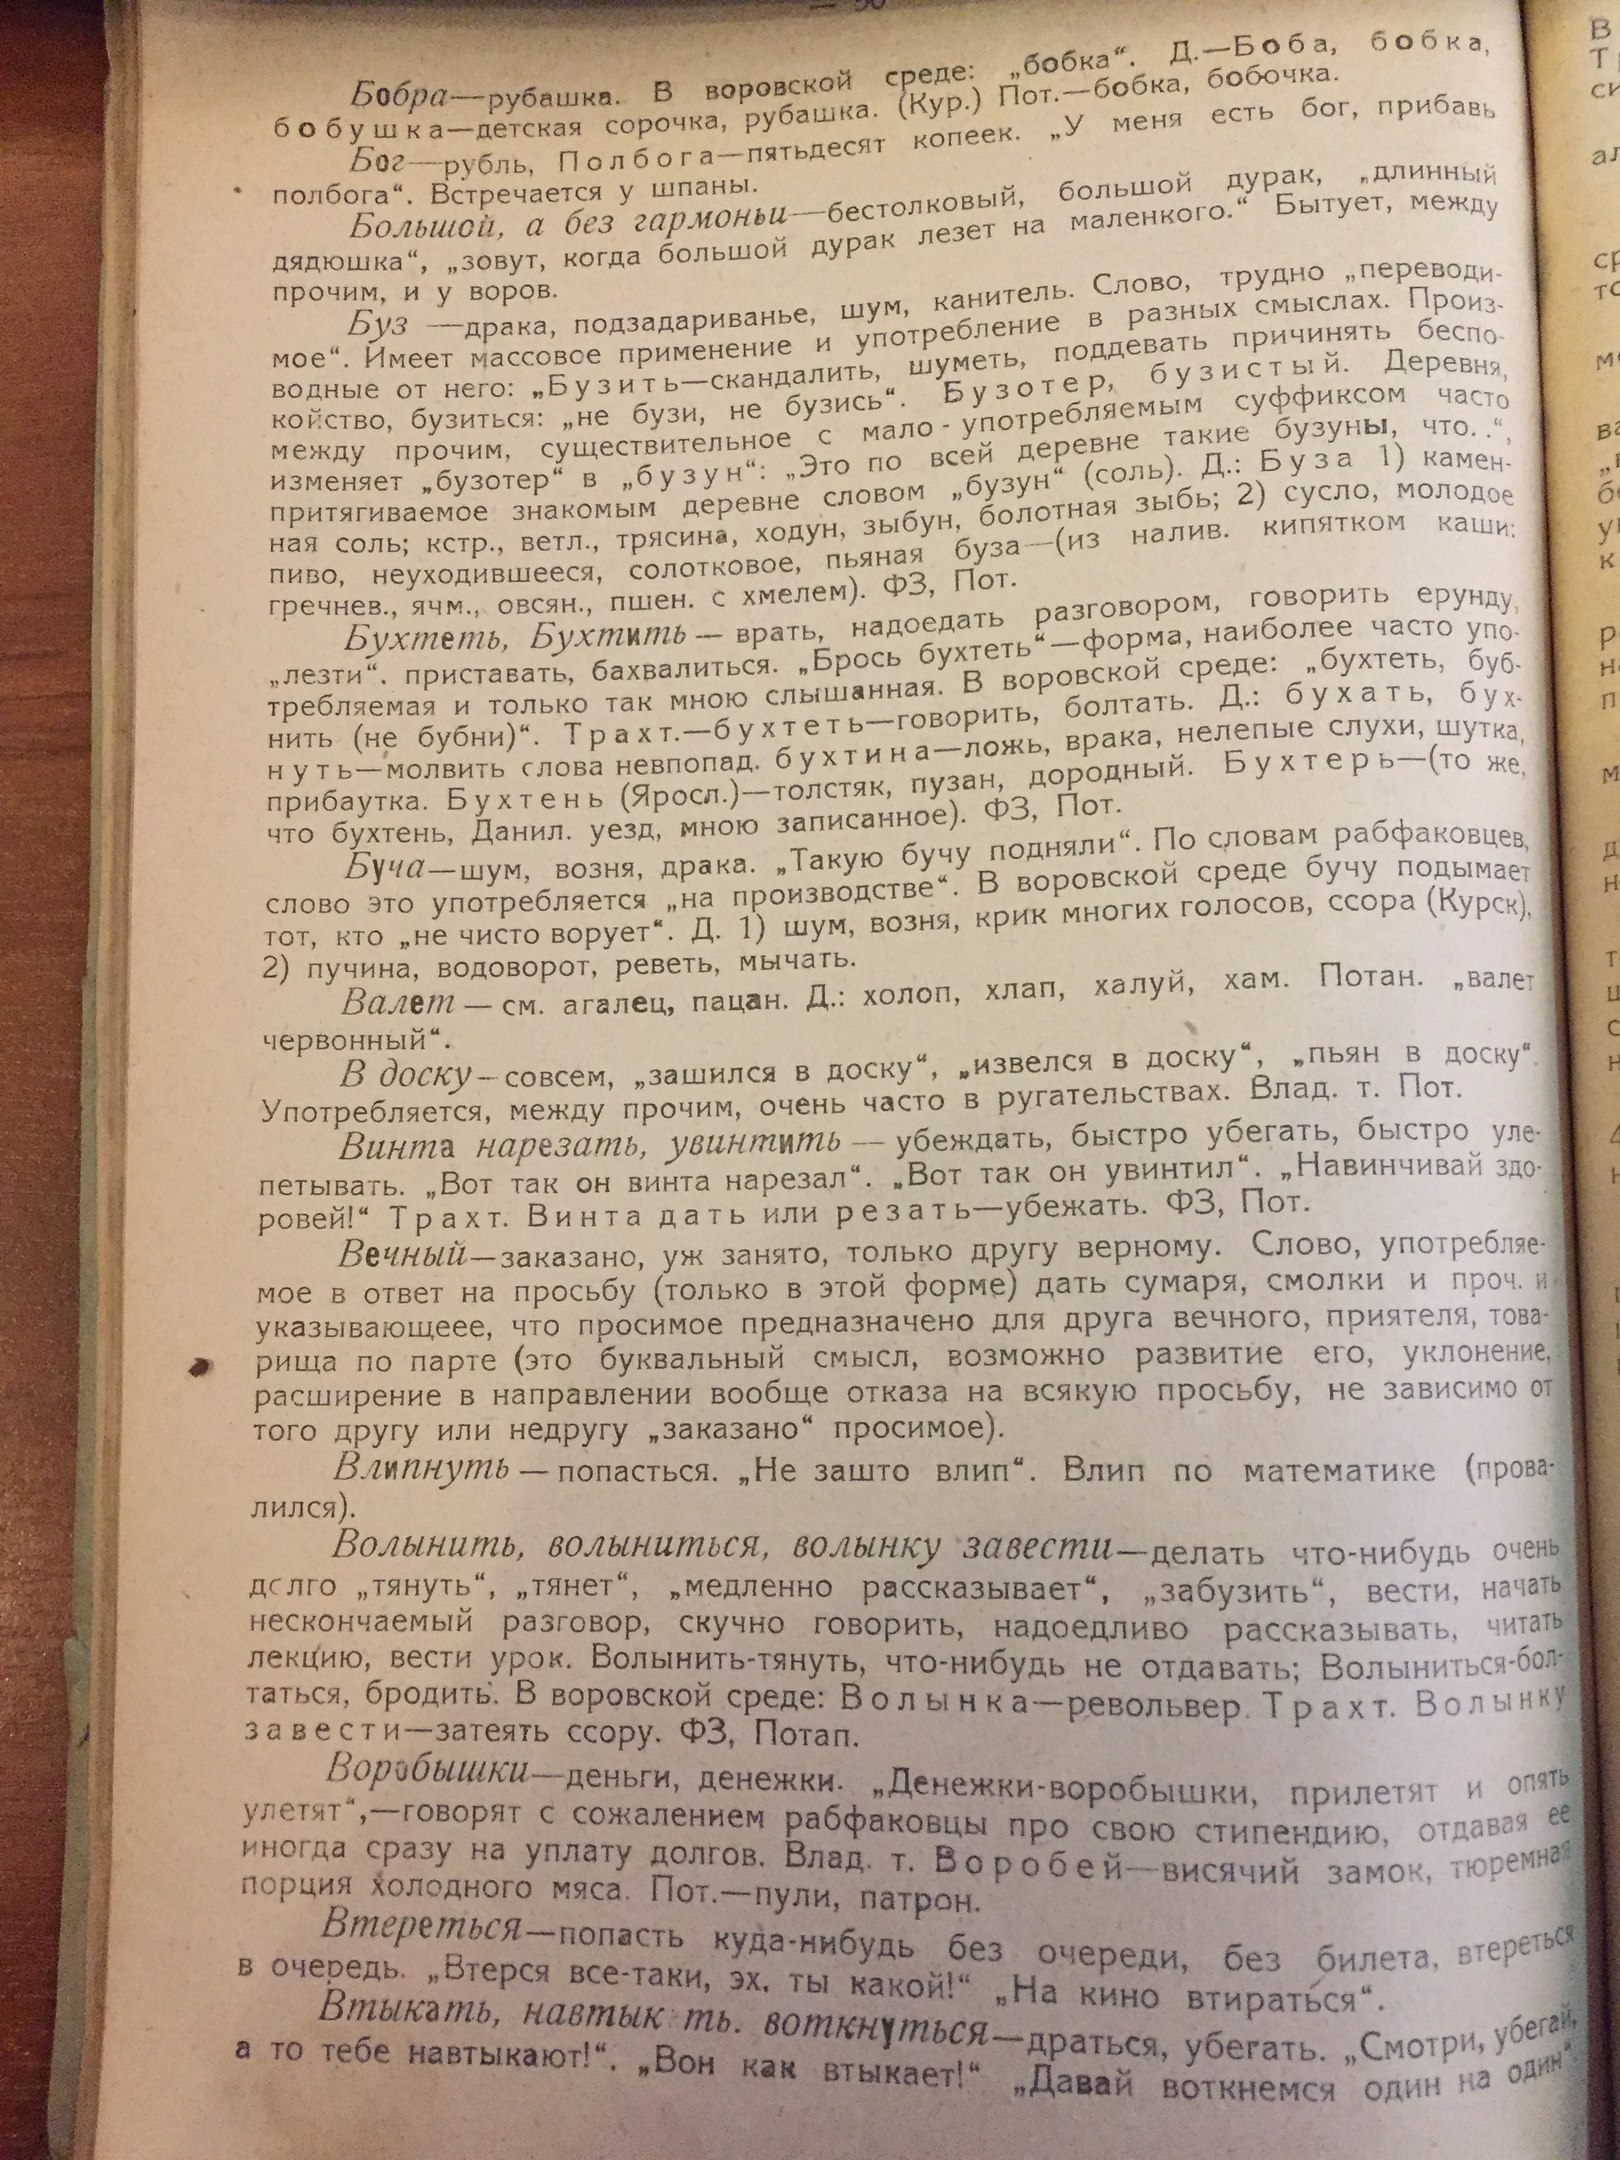 — 50
Бобра—рубашка. В воровской среде: „бобка“. Д.—Боба, бобка,
бобушка—детская сорочка, рубашка. (Кур.) Пот.—бобка, бобочка.
Бог—рубль, Полбога—пятьдесят копеек. „У меня есть бог, прибавь
полбога“. Встречается у шпаны.
Большой, а без гармоньи—бестолковый, большой дурак, „длинный
дядюшка“, „зовут, когда большой дурак лезет на маленкого.“ Бытует, между
прочим, и у воров.
Буз —драка, подзадариванье, шум, канитель. Слово, трудно „переводи-
мое“. Имеет массовое применение и употребление в разных смыслах. Произ-
водные от него: „Бузить—скандалить, шуметь, поддевать причинять беспо-
койство, бузиться: „не бузи, не бузись“. Бузотер, бузистый. Деревня,
между прочим, существительное с мало-употребляемым суффиксом часто
изменяет „бузотер“ в „бузун“: „Это по всей деревне такие бузуны, что..“,
притягиваемое знакомым деревне словом „бузун“ (соль). Д.: Буза 1) камен-
ная соль; кстр., ветл., трясина, ходун, зыбун, болотная зыбь; 2) сусло, молодое
пиво, неуходившееся, солотковое, пьяная буза—(из налив. кипятком каши:
гречнев., ячм., овсян., пшен. с хмелем). ФЗ, Пот.
Бухтеть, Бухтить — врать, надоедать разговором, говорить ерунду,
„лезти“. приставать, бахвалиться. „Брось бухтеть“—форма, наиболее часто упо-
требляемая и только так мною слышанная. В воровской среде: „бухтеть, буб-
нить (не бубни)“. Трахт.—бухтеть—говорить, болтать. Д.: бухать, бух-
нуть—молвить слова невпопад. бухтина—ложь, врака, нелепые слухи, шутка,
прибаутка. Бухтень (Яросл.)—толстяк, пузан, дородный. Бухтерь—(то же,
что бухтень, Данил. уезд, мною записанное). ФЗ, Пот.
Буча—шум, возня, драка. „Такую бучу подняли“. По словам рабфаковцев,
слово это употребляется „на производстве“. В воровской среде бучу подымает
тот, кто „не чисто ворует“. Д. 1) шум, возня, крик многих голосов, ссора (Курск),
2) пучина, водоворот, реветь, мычать.
Валет — см. агалец, пацан. Д.: холоп, хлап, халуй, хам. Потан. „валет
червонный“.
В доску—совсем, „зашился в доску“, „извелся в доску“, „пьян в доску“.
Употребляется, между прочим, очень часто в ругательствах. Влад. т. Пот.
Винта нарезать, увинтить — убеждать, быстро убегать, быстро уле-
петывать. „Вот так он винта нарезал“. „Вот так он увинтил“. „Навинчивай здо-
ровей!“ Трахт. Винта дать или резать—убежать. ФЗ, Пот.
Вечный—заказано, уж занято, только другу верному. Слово, употребляе-
мое в ответ на просьбу (только в этой форме) дать сумаря, смолки и проч. и
указывающеее, что просимое предназначено для друга вечного, приятеля, това-
рища по парте (это буквальный смысл, возможно развитие его, уклонение,
расширение в направлении вообще отказа на всякую просьбу, не зависимо от
того другу или недругу „заказано“ просимое).
Влипнуть — попасться. „Не зашто влип“. Влип по математике (прова-
лился).
Волынить, волыниться, волынку завести—делать что-нибудь очень
долго „тянуть“, „тянет“, „медленно рассказывает“, „забузить“, вести, начать
нескончаемый разговор, скучно говорить, надоедливо рассказывать, читать
лекцию, вести урок. Волынить-тянуть, что-нибудь не отдавать; Волыниться-бол-
таться, бродить. В воровской среде: Волынка—револьвер. Трахт. Волынку
завести—затеять ссору. ФЗ, Потап.
Воробышки—деньги, денежки. „Денежки-воробышки, прилетят и опять
улетят“,—говорят с сожалением рабфаковцы про свою стипендию, отдавая ее
иногда сразу на уплату долгов. Влад. т. Воробей—висячий замок, тюремная
порция холодного мяса. Пот.—пули, патрон.
Втереться—попасть куда-нибудь без очереди, без билета, втереться
в очередь. „Втерся все-таки, эх, ты какой!“ „На кино втираться“.
Втыкать, навтык ть. воткнуться—драться, убегать. „Смотри, убегай,
а то тебе навтыкают!“. „Вон как втыкает!“ „Давай воткнемся один на один“.